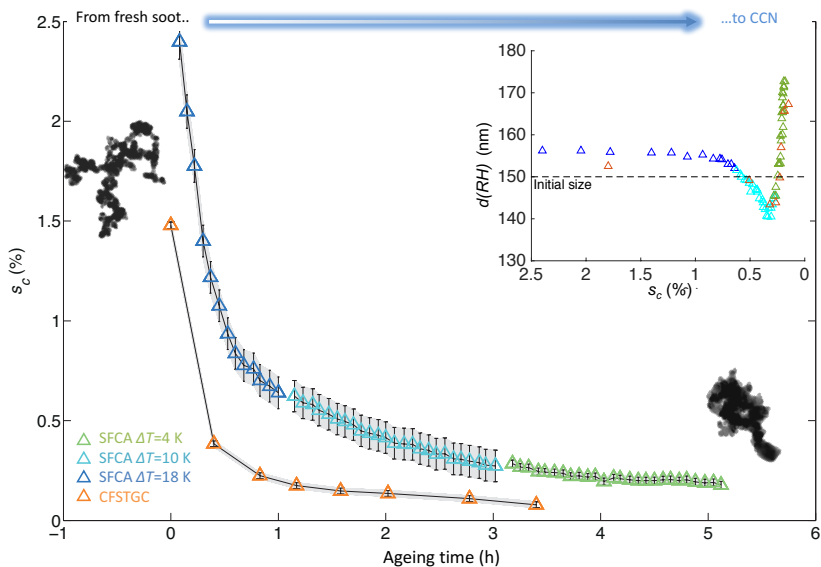 From fresh soot..
...to CCN
2.5
2
1.5
1
0.5
0
s_c (%)
−1
0
1
2
3
4
5
6
Ageing time (h)
SFCA ΔT=4 K
SFCA ΔT=10 K
SFCA ΔT=18 K
CFSTGC
180
170
160
150
140
130
d(RH) (nm)
Initial size
2.5
2
1.5
1
0.5
0
s_c (%)